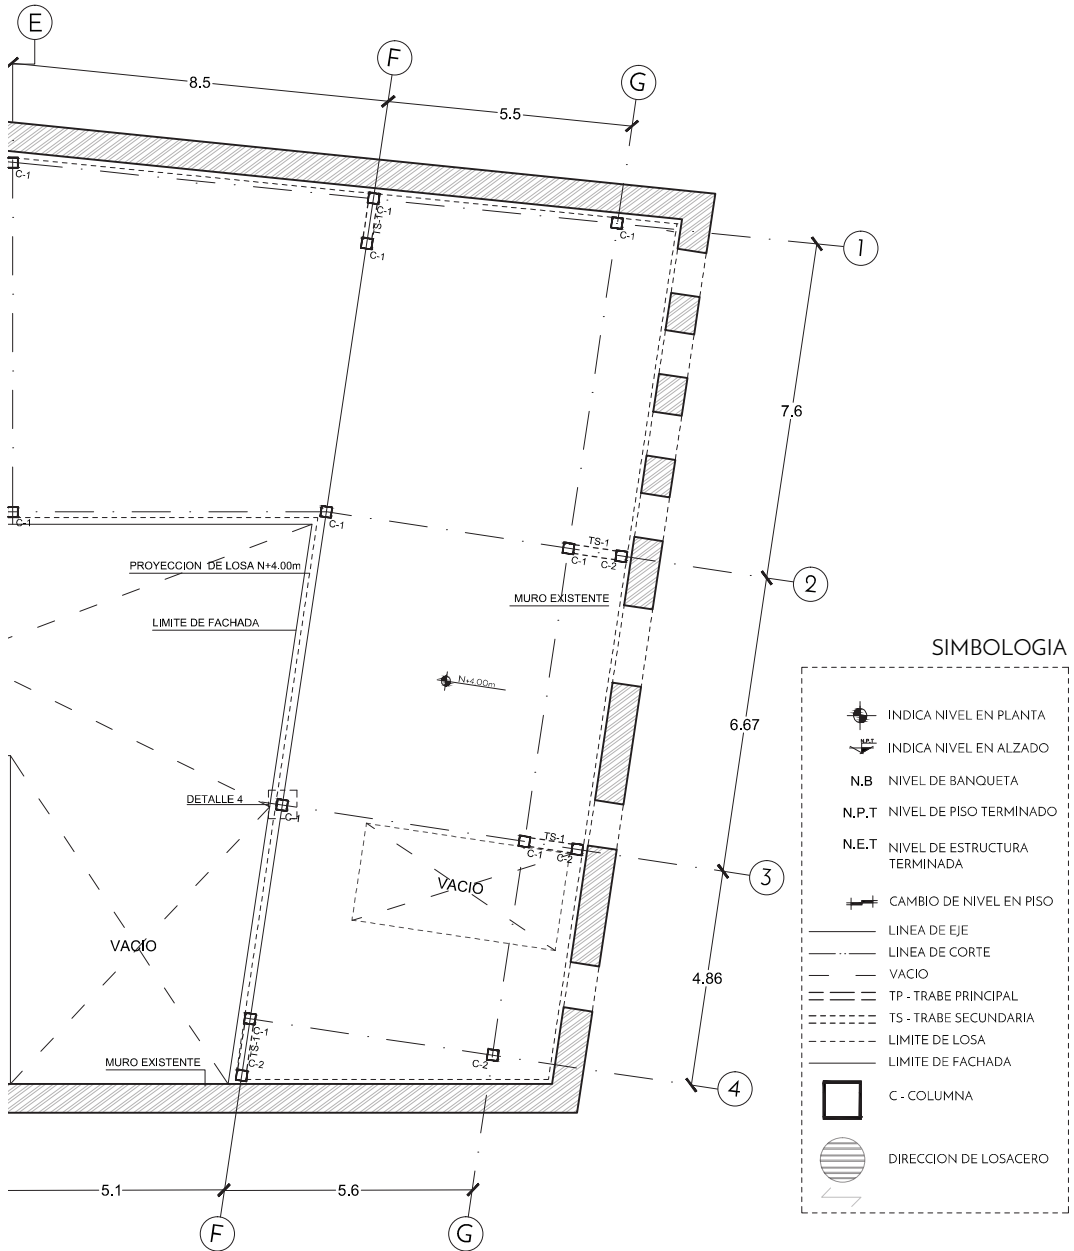 E
F
G
8.5
5.5
C-1
C-1
TS-1
C-1
C-1
1
7.6
C-1
C-1
TS-1
C-1
C-2
2
PROYECCION DE LOSA N+4.00m
MURO EXISTENTE
LIMITE DE FACHADA
N+4.00m
6.67
DETALLE 4
C-1
TS-1
C-1
C-2
3
VACIO
VACIO
4.86
C-1
TS-1
C-2
C-2
MURO EXISTENTE
4
5.1
5.6
F
G
SIMBOLOGIA
INDICA NIVEL EN PLANTA
N.P.T
INDICA NIVEL EN ALZADO
N.B NIVEL DE BANQUETA
N.P.T NIVEL DE PISO TERMINADO
N.E.T NIVEL DE ESTRUCTURA
TERMINADA
CAMBIO DE NIVEL EN PISO
LINEA DE EJE
LINEA DE CORTE
VACIO
TP - TRABE PRINCIPAL
TS - TRABE SECUNDARIA
LIMITE DE LOSA
LIMITE DE FACHADA
C - COLUMNA
DIRECCION DE LOSACERO